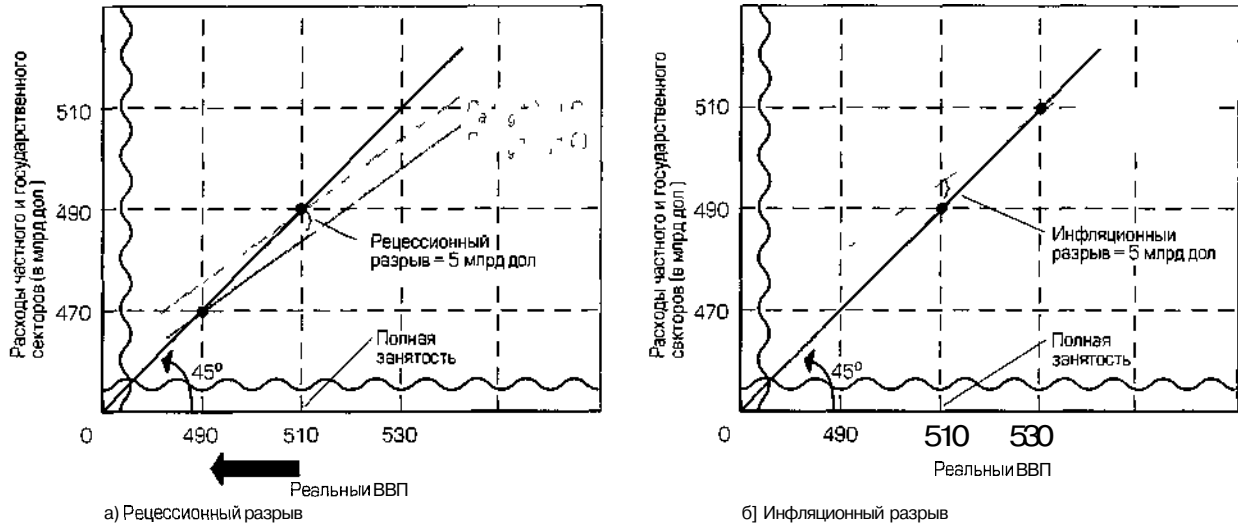 Расходы частного и государственного
секторов (в млрд дол)
510
490
470
Рецессионный
разрыв = 5 млрд дол
Полная
занятость
45°
0
490
510
530
Реальныи ВВП
а) Рецессионный разрыв
Расходы частного и государственного
свкторов (в млрд дол)
510
490
470
Инфляционныи
разрыв = 5 млрд дол
Полная
занятость
45°
0
490
510
530
Реальныи ВВП
б] Инфляционный разрыв